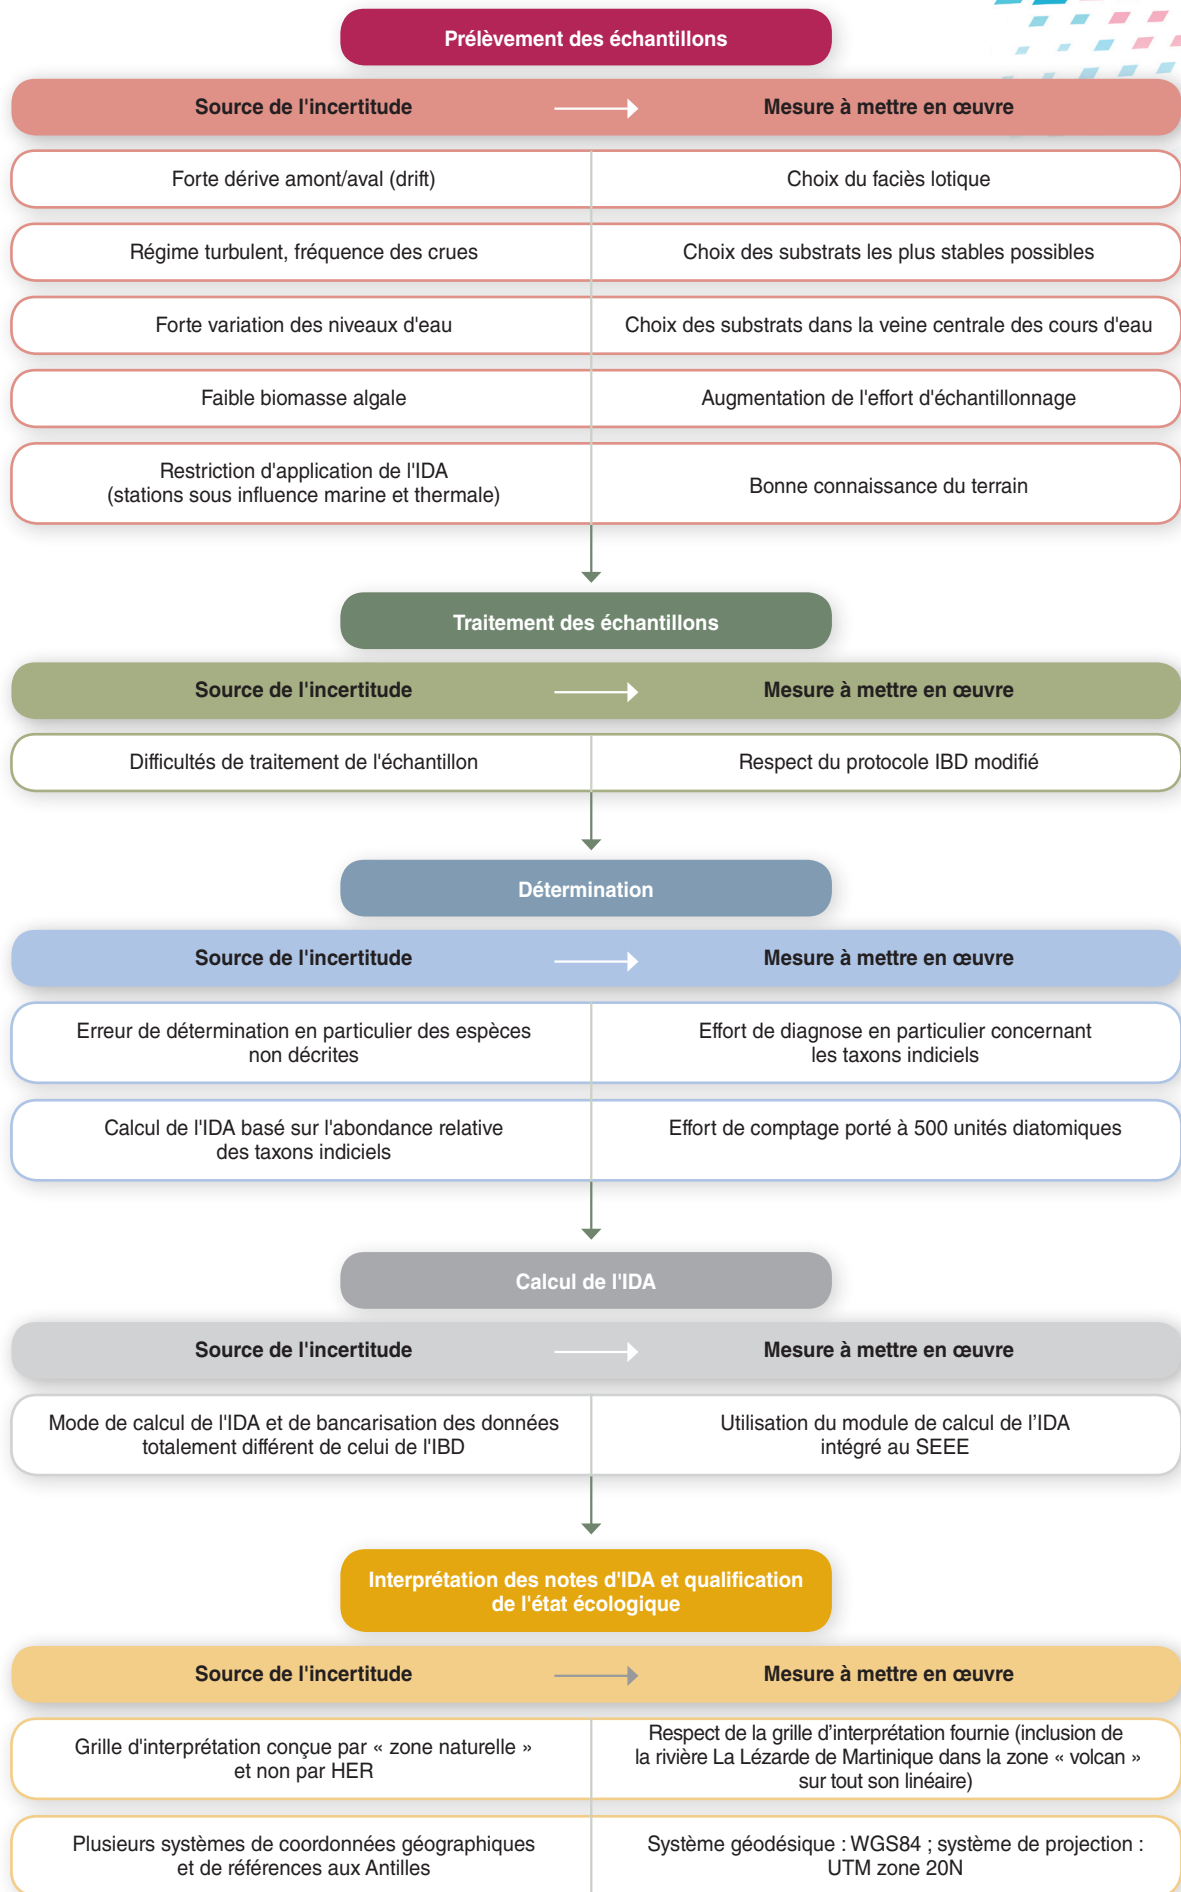 Prélèvement des échantillons
Source de l'incertitude
Mesure à mettre en œuvre
Forte dérive amont/aval (drift)
Choix du faciès lotique
Régime turbulent, fréquence des crues
Choix des substrats les plus stables possibles
Forte variation des niveaux d'eau
Choix des substrats dans la veine centrale des cours d'eau
Faible biomasse algale
Augmentation de l'effort d'échantillonnage
Restriction d'application de l'IDA
(stations sous influence marine et thermale)
Bonne connaissance du terrain
Traitement des échantillons
Source de l'incertitude
Mesure à mettre en œuvre
Difficultés de traitement de l'échantillon
Respect du protocole IBD modifié
Détermination
Source de l'incertitude
Mesure à mettre en œuvre
Erreur de détermination en particulier des espèces
non décrites
Effort de diagnose en particulier concernant
les taxons indiciels
Calcul de l'IDA basé sur l'abondance relative
des taxons indiciels
Effort de comptage porté à 500 unités diatomiques
Calcul de l'IDA
Source de l'incertitude
Mesure à mettre en œuvre
Mode de calcul de l'IDA et de bancarisation des données
totalement différent de celui de l'IBD
Utilisation du module de calcul de l’IDA
intégré au SEEE
Interprétation des notes d'IDA et qualification
de l'état écologique
Source de l'incertitude
Mesure à mettre en œuvre
Grille d'interprétation conçue par « zone naturelle »
et non par HER
Respect de la grille d’interprétation fournie (inclusion de
la rivière La Lézarde de Martinique dans la zone « volcan »
sur tout son linéaire)
Plusieurs systèmes de coordonnées géographiques
et de références aux Antilles
Système géodésique : WGS84 ; système de projection :
UTM zone 20N